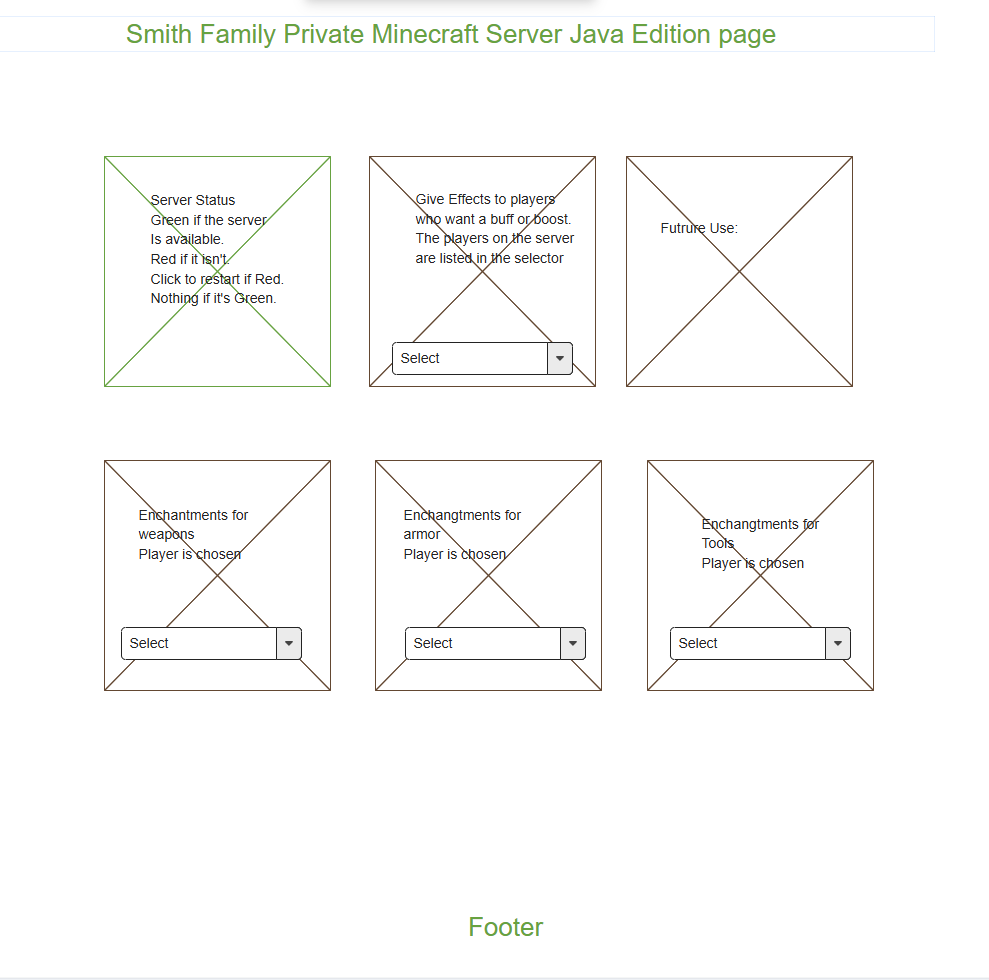 Smith Family Private Minecraft Server Java Edition page
Server Status
Green if the server
Is available.
Red if it isn't.
Click to restart if Red.
Nothing if it's Green.
Give Effects to players
who want a buff or boost.
The players on the server
are listed in the selector
Select
Futrure Use:
Enchantments for
weapons
Player is chosen
Select
Enchangtments for
armor
Player is chosen
Select
Enchangtments for
Tools
Player is chosen
Select
Footer